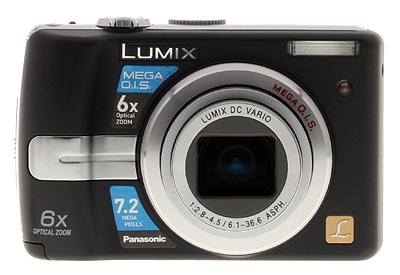 LUMIX
MEGA
O.I.S.
6x
Optical
ZOOM
MEGA O.I.S.
LUMIX DC VARIO
1:2.8-4.5 / 6.1-36.6 ASPH.
7.2
MEGA
PIXELS
Panasonic
6x
OPTICAL ZOOM
L